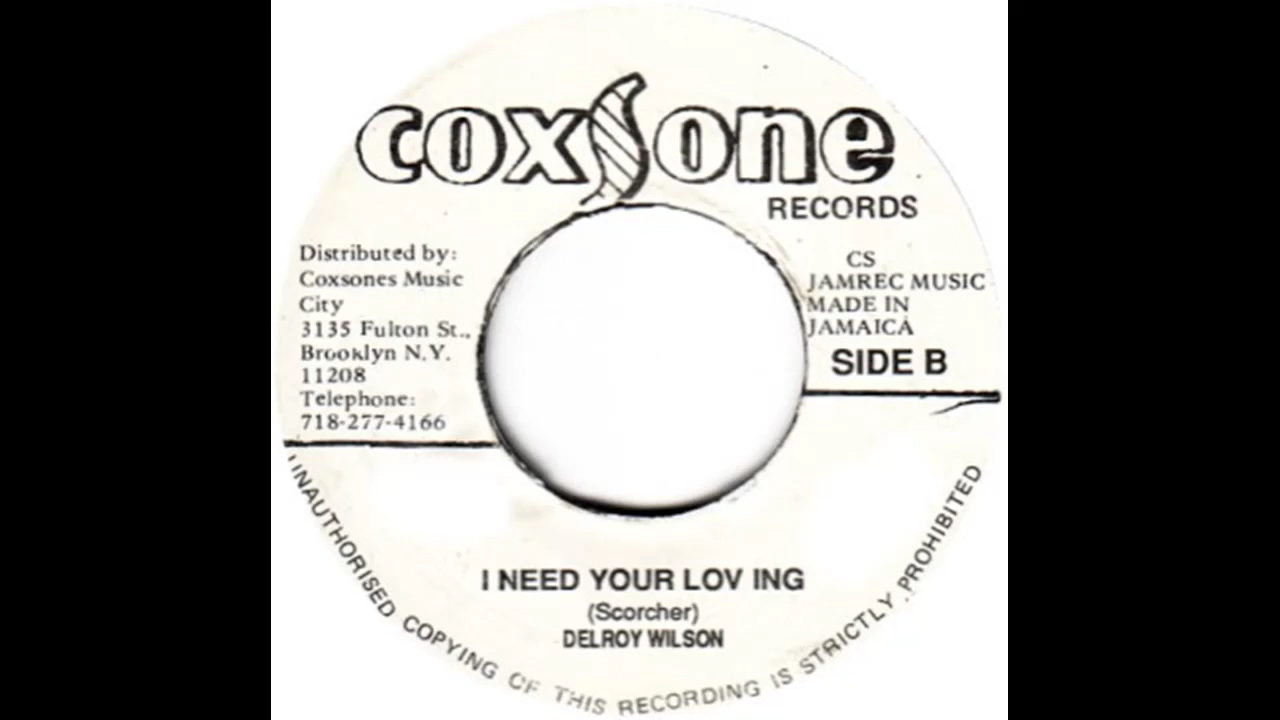 coxsone
RECORDS
Distributed by:
Coxsones Music
City
3135 Fulton St.,
Brooklyn N.Y.
11208
Telephone:
718-277-4166
CS
JAMREC MUSIC
MADE IN
JAMAICA
SIDE B
I NEED YOUR LOV ING
(Scorcher)
DELROY WILSON
UNAUTHORISED COPYING OF THIS RECORDING IS STRICTLY PROHIBITED